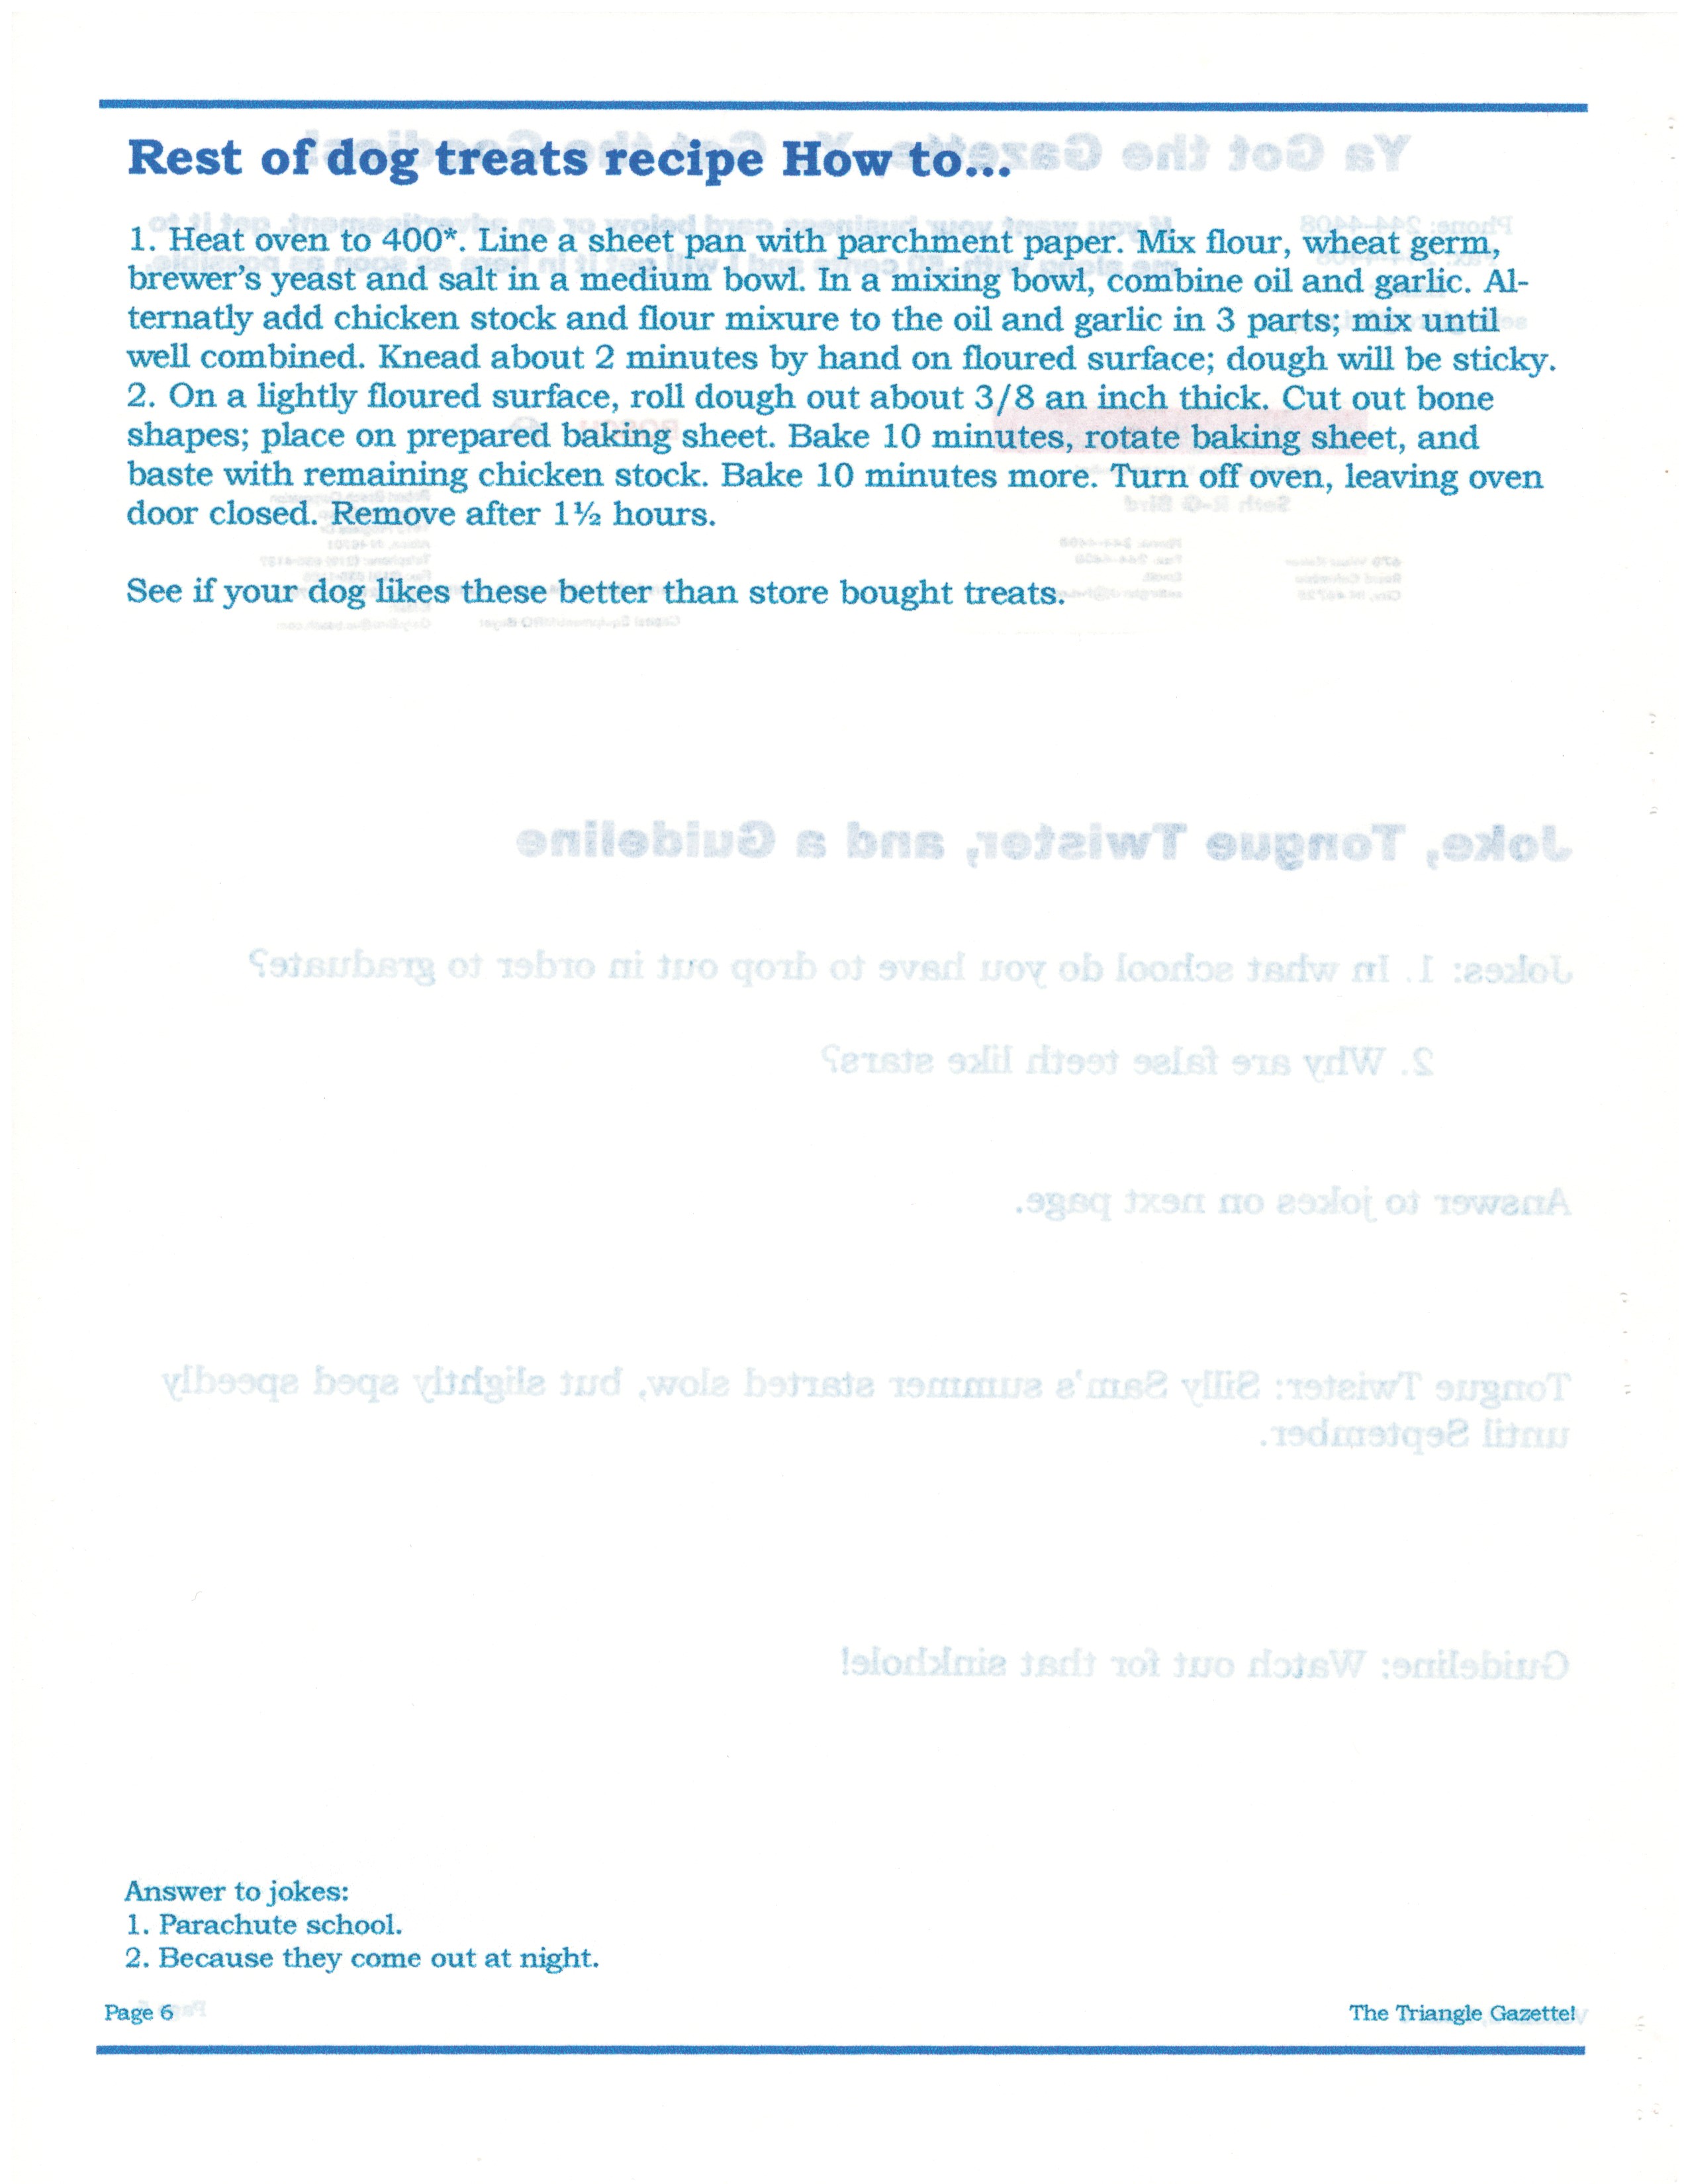 Rest of dog treats recipe How to...
1. Heat oven to 400*. Line a sheet pan with parchment paper. Mix flour, wheat germ,
brewer's yeast and salt in a medium bowl. In a mixing bowl, combine oil and garlic. Al-
ternatly add chicken stock and flour mixure to the oil and garlic in 3 parts; mix until
well combined. Knead about 2 minutes by hand on floured surface; dough will be sticky.
2. On a lightly floured surface, roll dough out about 3/8 an inch thick. Cut out bone
shapes; place on prepared baking sheet. Bake 10 minutes, rotate baking sheet, and
baste with remaining chicken stock. Bake 10 minutes more. Turn off oven, leaving oven
door closed. Remove after 1½ hours.
See if your dog likes these better than store bought treats.
Answer to jokes:
1. Parachute school.
2. Because they come out at night.
Page 6
The Triangle Gazette!